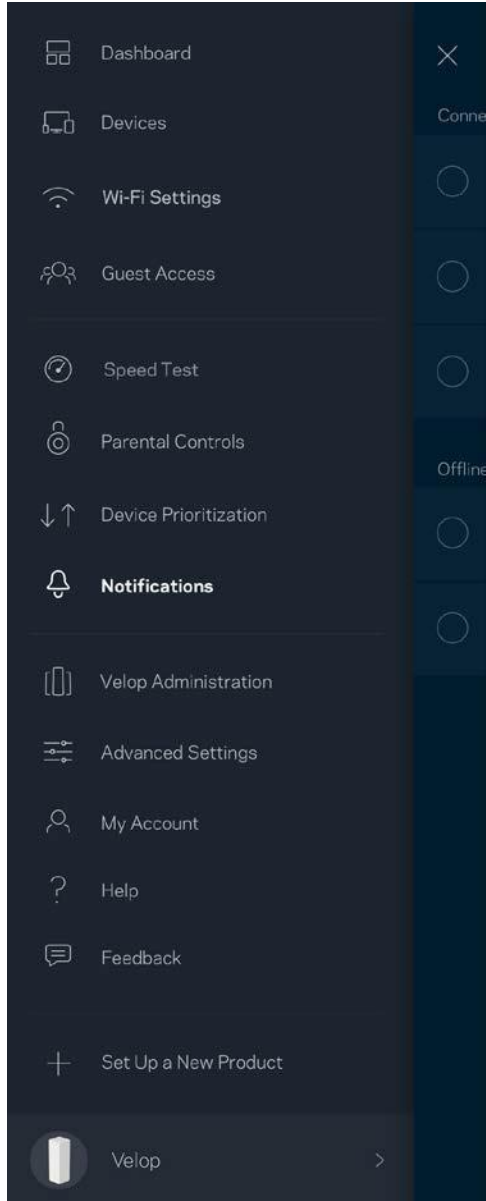 Dashboard
Devices
Conne
Wi-Fi Settings
Guest Access
Speed Test
Parental Controls
Offline
Device Prioritization
Notifications
Velop Administration
Advanced Settings
My Account
Help
Feedback
Set Up a New Product
Velop